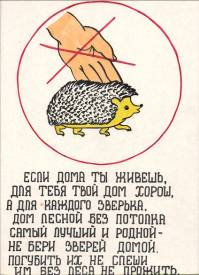 ЕСЛИ ДОМА ТЫ ЖИВЕШЬ,
ДЛЯ ТЕБЯ ТВОЙ ДОМ ХОРОШ,
А ДЛЯ КАЖДОГО ЗВЕРЬКА,
ДОМ ЛЕСНОЙ БЕЗ ПОТОЛКА
САМЫЙ ЛУЧШИЙ И РОДНОЙ-
НЕ БЕРИ ЗВЕРЕЙ ДОМОЙ.
ПОГУБИТЬ ИХ НЕ СПЕШИ
ИМ БЕЗ ЛЕСА НЕ ПРОЖИТЬ.